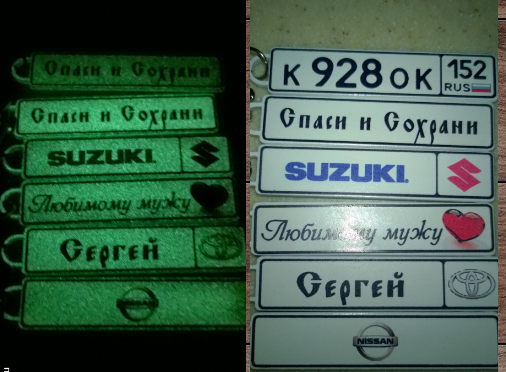 Спаси и Сохрани
Спаси и Сохрани
SUZUKI
Любимому мужу
Сергей
К 928 ОК 152
RUS
Спаси и Сохрани
SUZUKI
Любимому мужу
Сергей
NISSAN